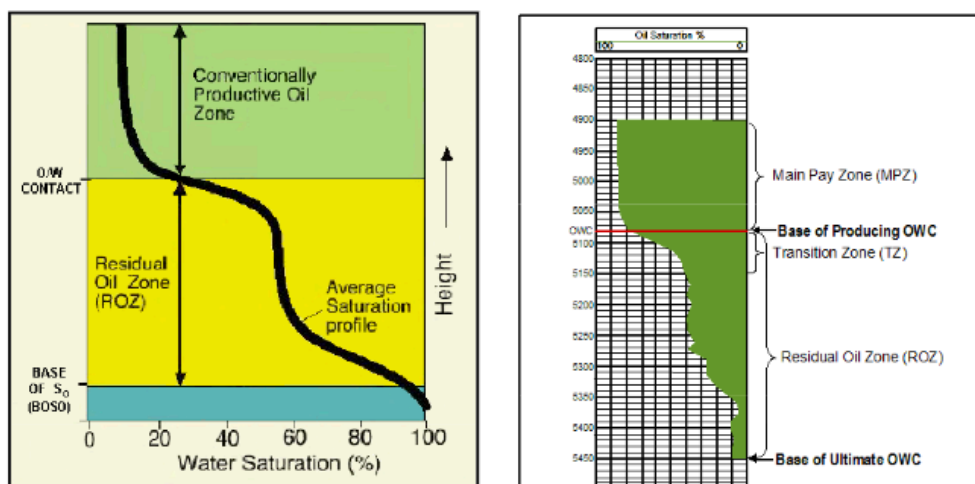 Conventionally
Productive Oil
Zone
O/W
CONTACT
Residual
Oil Zone
(ROZ)
Average
Saturation
profile
Height
BASE
OF So
(BOSO)
0
20
40
60
80
100
Water Saturation (%)
Oil Saturation %
100
0
4800
4850
4900
4950
5000
5050
OWC
5100
5150
5200
5250
5300
5350
5400
5450
Main Pay Zone (MPZ)
Base of Producing OWC
Transition Zone (TZ)
Residual Oil Zone (ROZ)
Base of Ultimate OWC